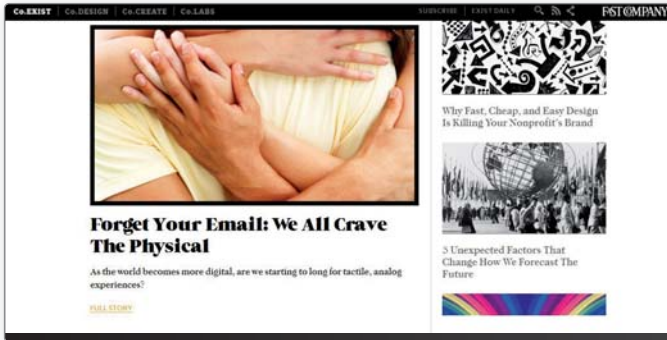 Co.EXIST | Co.DESIGN | Co.CREATE | Co.LABS
SUBSCRIBE | EXIST DAILY
FAST COMPANY
Forget Your Email: We All Crave
The Physical
As the world becomes more digital, are we starting to long for tactile, analog
experiences?
FULL STORY
Why Fast, Cheap, and Easy Design
Is Killing Your Nonprofit's Brand
3 Unexpected Factors That
Change How We Forecast The
Future